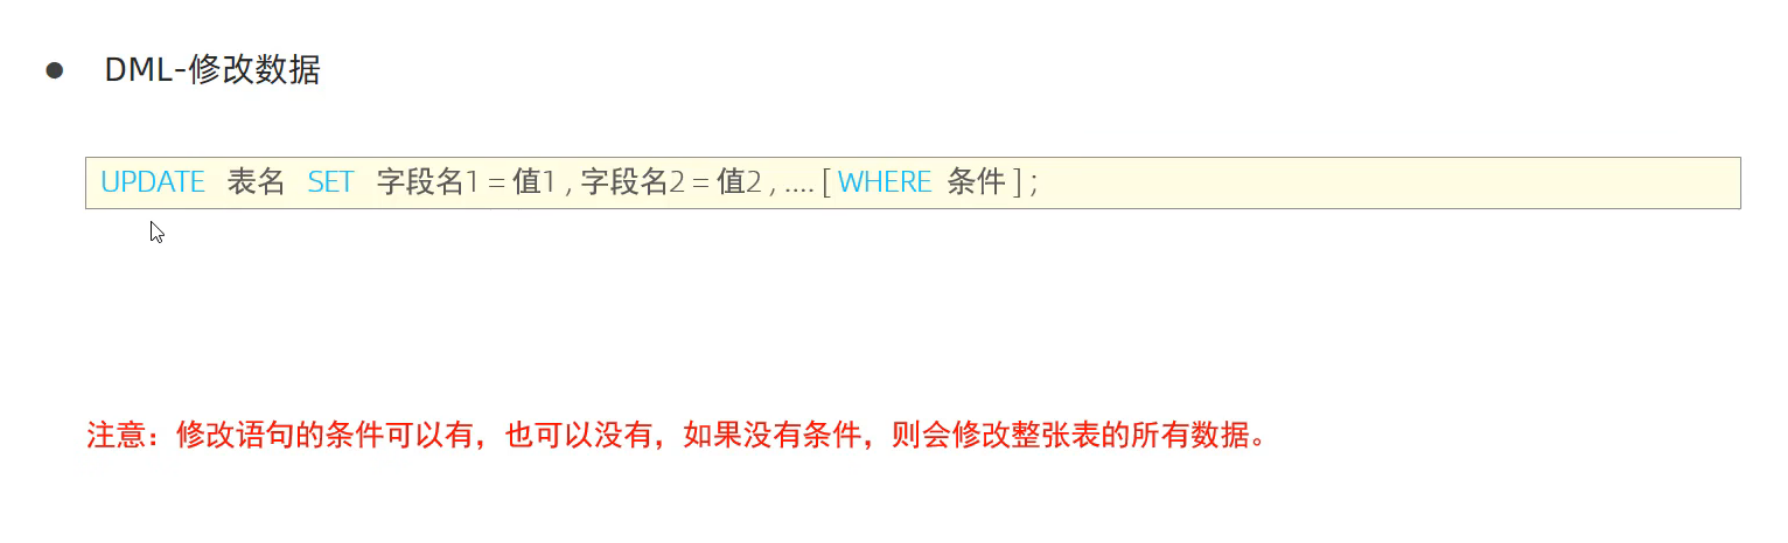 ● DML-修改数据
UPDATE 表名 SET 字段名1 = 值1 , 字段名2 = 值2 , .... [ WHERE 条件 ] ;
注意：修改语句的条件可以有，也可以没有，如果没有条件，则会修改整张表的所有数据。